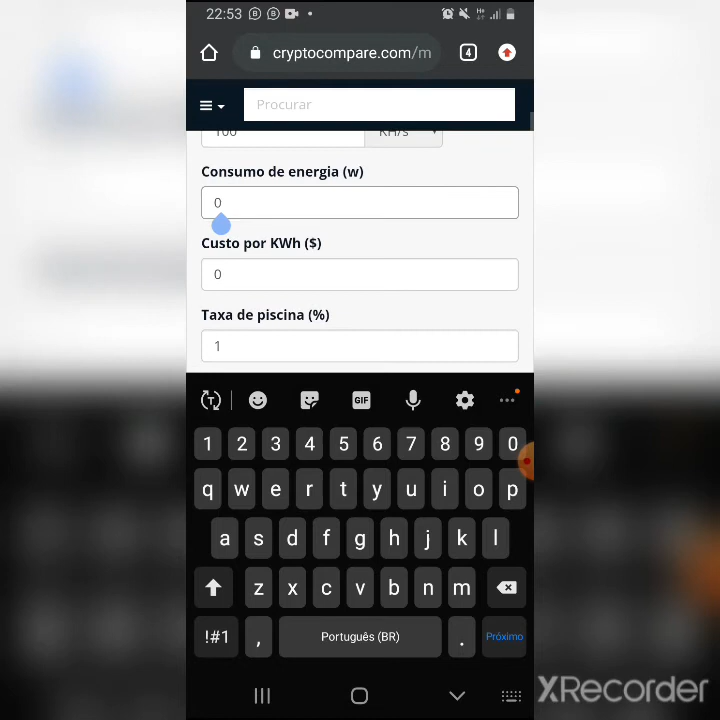 22:53
cryptocompare.com/m
4
Procurar
100 KH/s
Consumo de energia (w)
0
Custo por KWh ($)
0
Taxa de piscina (%)
1
GIF
1 2 3 4 5 6 7 8 9 0
q w e r t y u i o p
a s d f g h j k l
z x c v b n m
!#1 , Português (BR) . Próximo
XRecorder